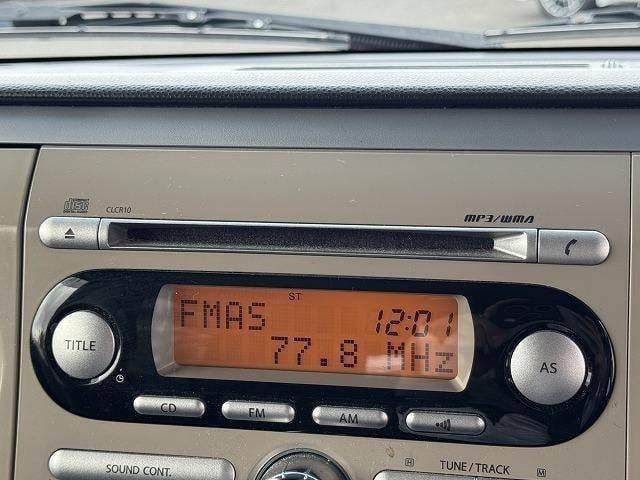 disc
CLCR10
MP3/WMA
ST
FMAS
12:01
77.8 MHz
TITLE
AS
CD
FM
AM
SOUND CONT.
H
TUNE / TRACK
M